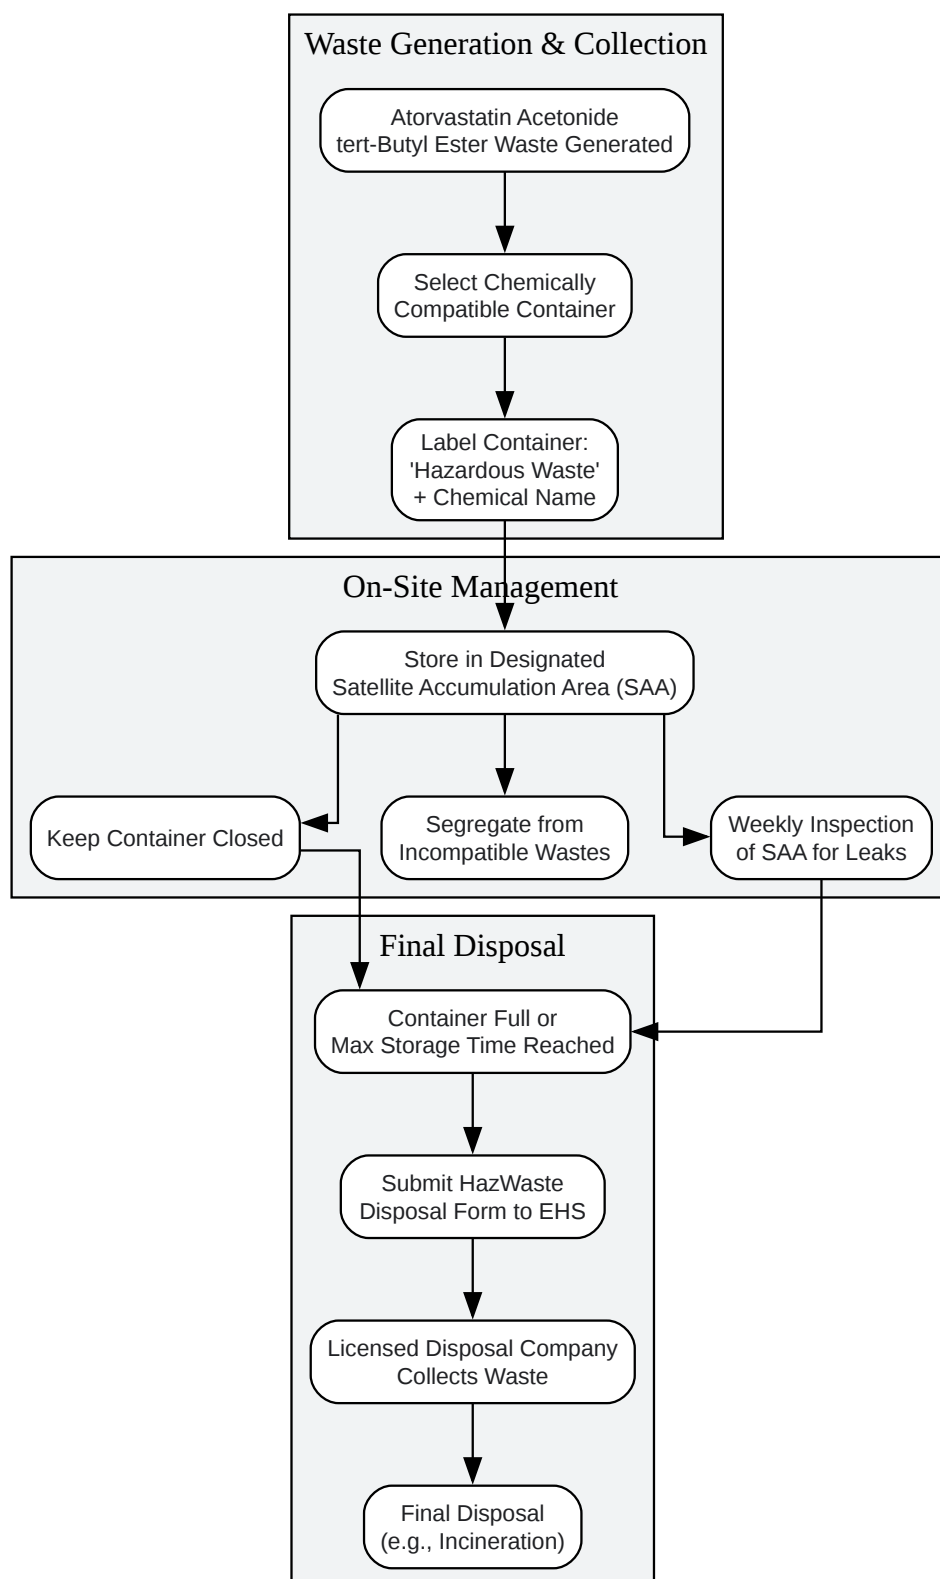 Waste Generation & Collection
Atorvastatin Acetonide
tert-Butyl Ester Waste Generated
Select Chemically
Compatible Container
Label Container:
'Hazardous Waste'
+ Chemical Name
On-Site Management
Store in Designated
Satellite Accumulation Area (SAA)
Keep Container Closed
Segregate from
Incompatible Wastes
Weekly Inspection
of SAA for Leaks
Final Disposal
Container Full or
Max Storage Time Reached
Submit HazWaste
Disposal Form to EHS
Licensed Disposal Company
Collects Waste
Final Disposal
(e.g., Incineration)